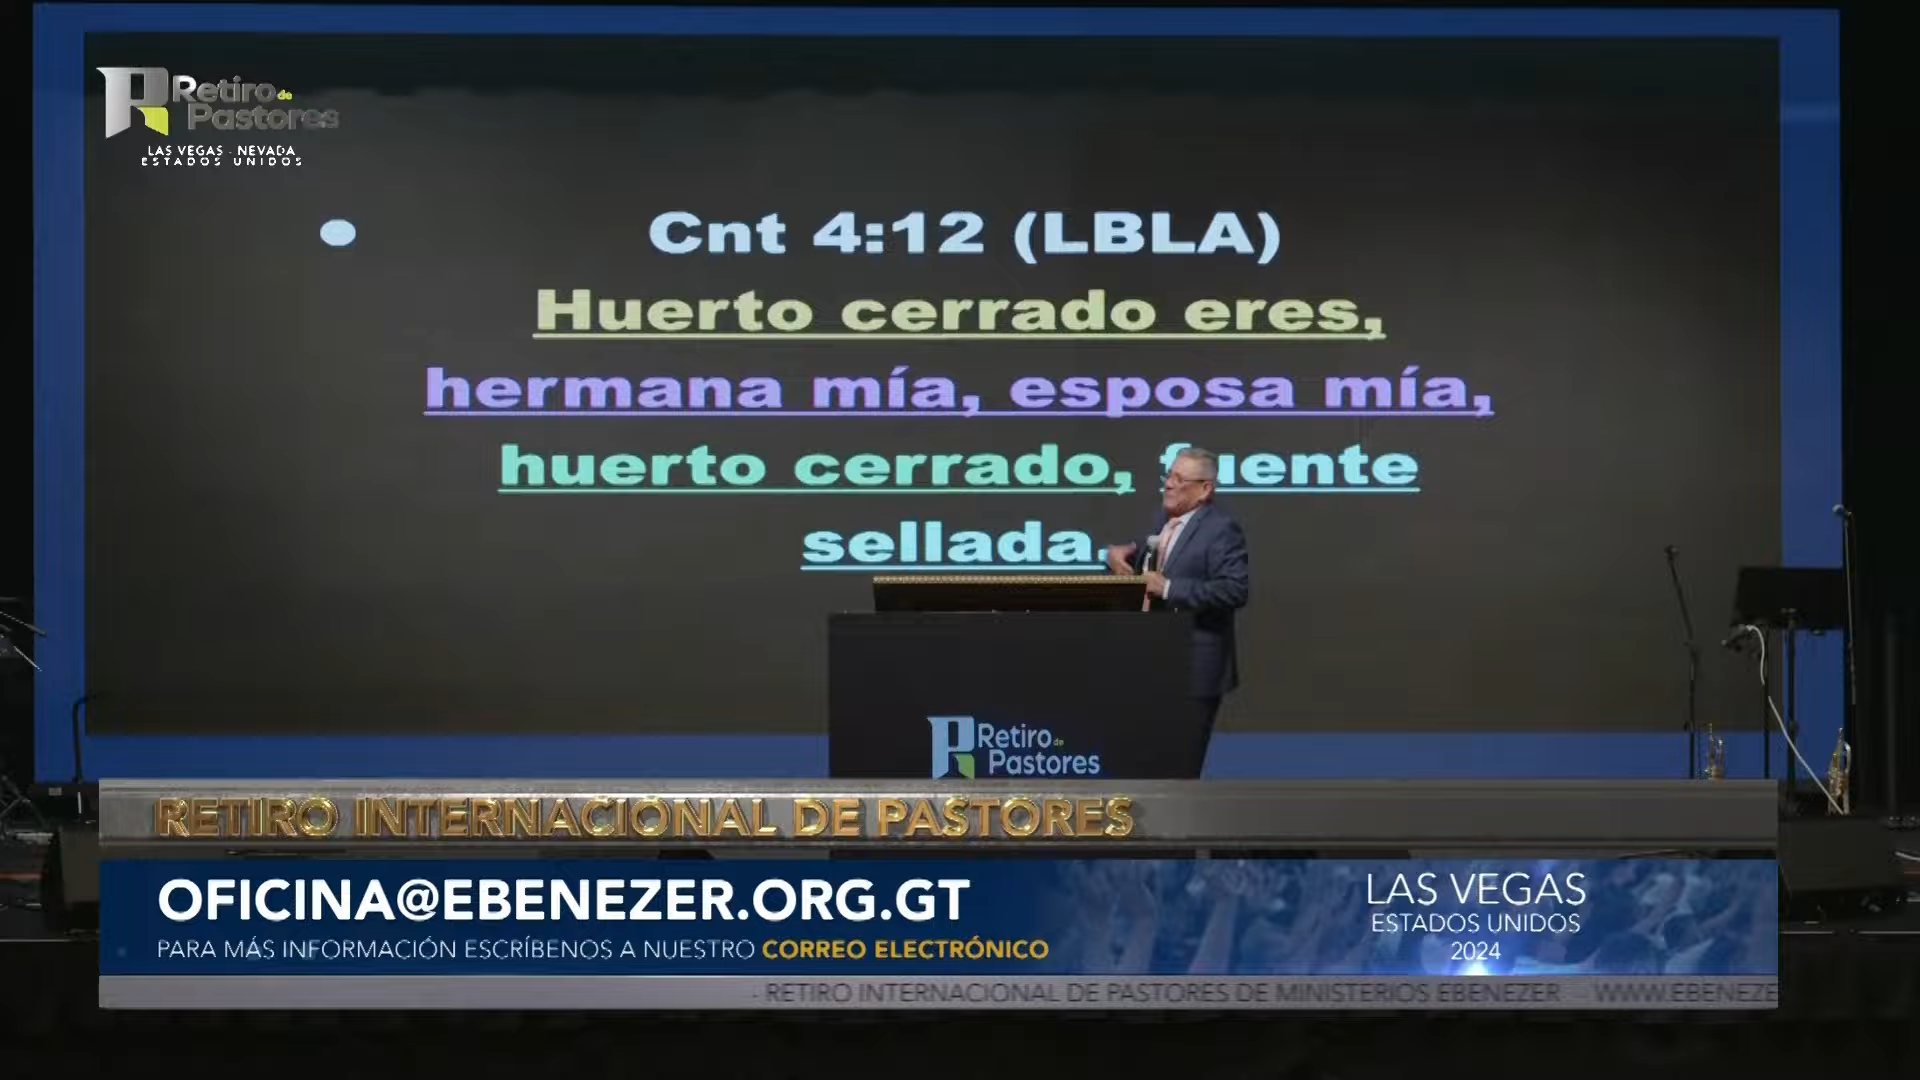 Retiro de
Pastores
LAS VEGAS - NEVADA
ESTADOS UNIDOS
Cnt 4:12 (LBLA)
Huerto cerrado eres,
hermana mía, esposa mía,
huerto cerrado, fuente
sellada.
Retiro de
Pastores
RETIRO INTERNACIONAL DE PASTORES
OFICINA@EBENEZER.ORG.GT
PARA MÁS INFORMACIÓN ESCRÍBENOS A NUESTRO CORREO ELECTRÓNICO
LAS VEGAS
ESTADOS UNIDOS
2024
- RETIRO INTERNACIONAL DE PASTORES DE MINISTERIOS EBENEZER - WWW.EBENEZE